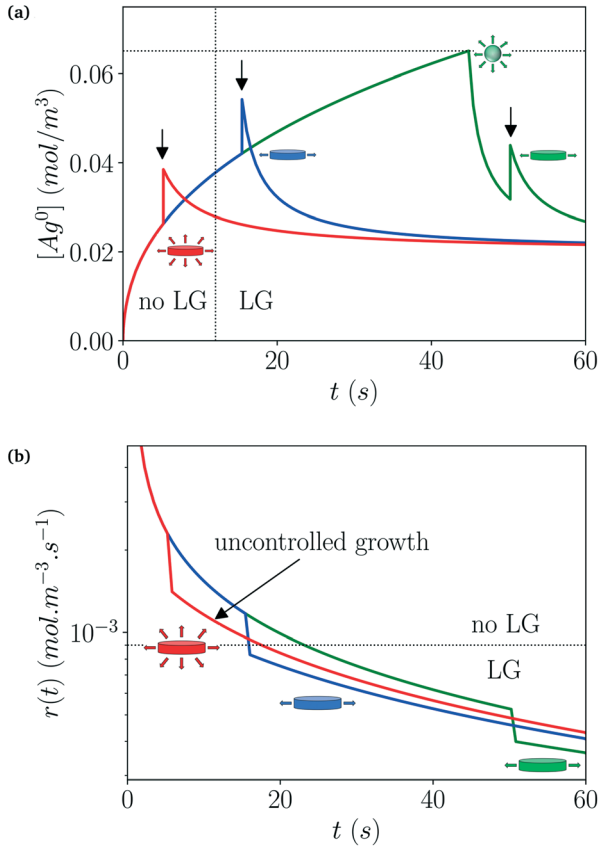 (a)
[Ag⁰] (mol/m³)
0.06
0.04
0.02
0.00
no LG
LG
0
20
40
60
t (s)
(b)
r(t) (mol.m⁻³.s⁻¹)
uncontrolled growth
10⁻³
no LG
LG
0
20
40
60
t (s)